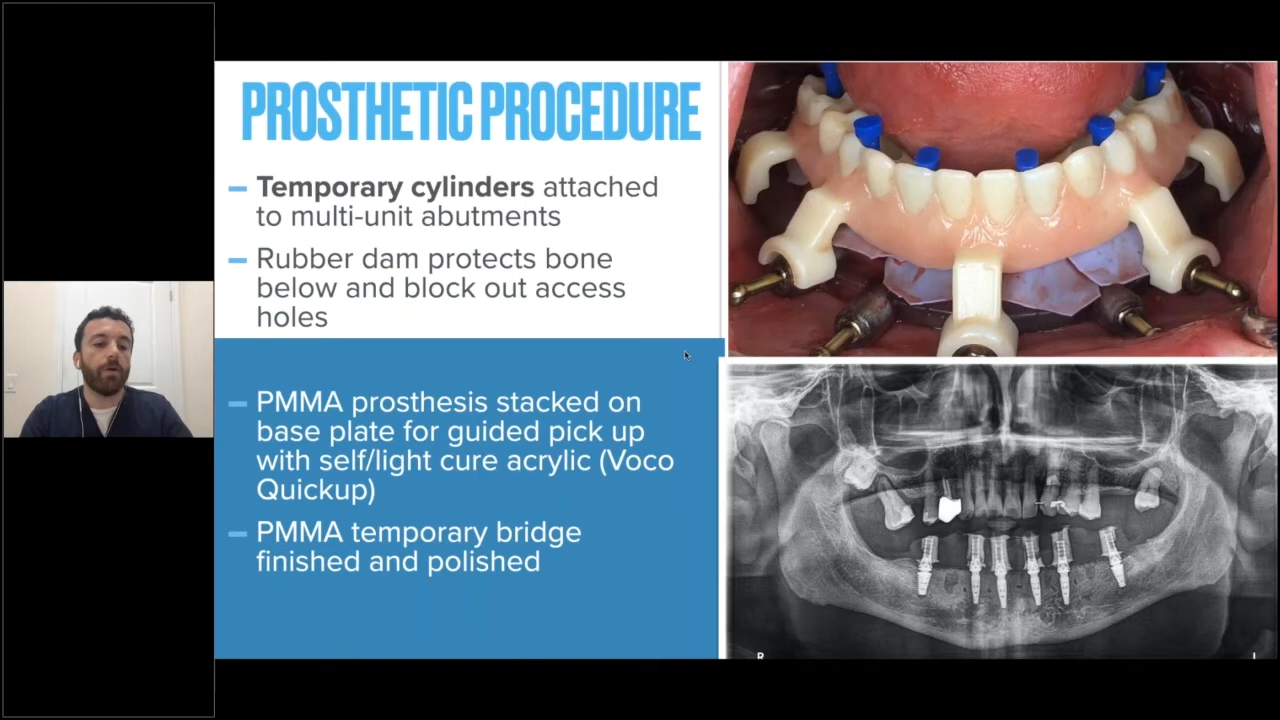 PROSTHETIC PROCEDURE
– Temporary cylinders attached
to multi-unit abutments
– Rubber dam protects bone
below and block out access
holes
– PMMA prosthesis stacked on
base plate for guided pick up
with self/light cure acrylic (Voco
Quickup)
– PMMA temporary bridge
finished and polished
R